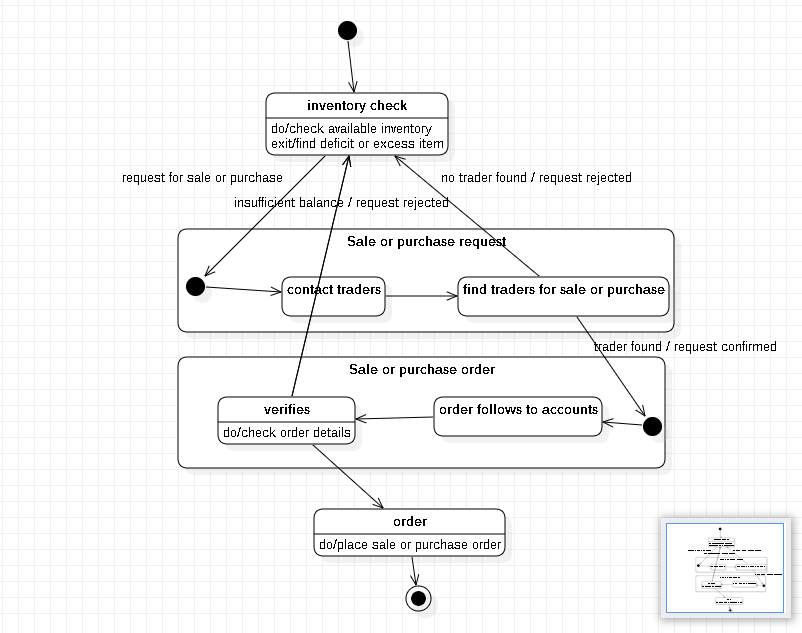 inventory check
do/check available inventory
exit/find deficit or excess item
request for sale or purchase
no trader found / request rejected
insufficient balance / request rejected
Sale or purchase request
contact traders
find traders for sale or purchase
trader found / request confirmed
Sale or purchase order
verifies
do/check order details
order follows to accounts
order
do/place sale or purchase order